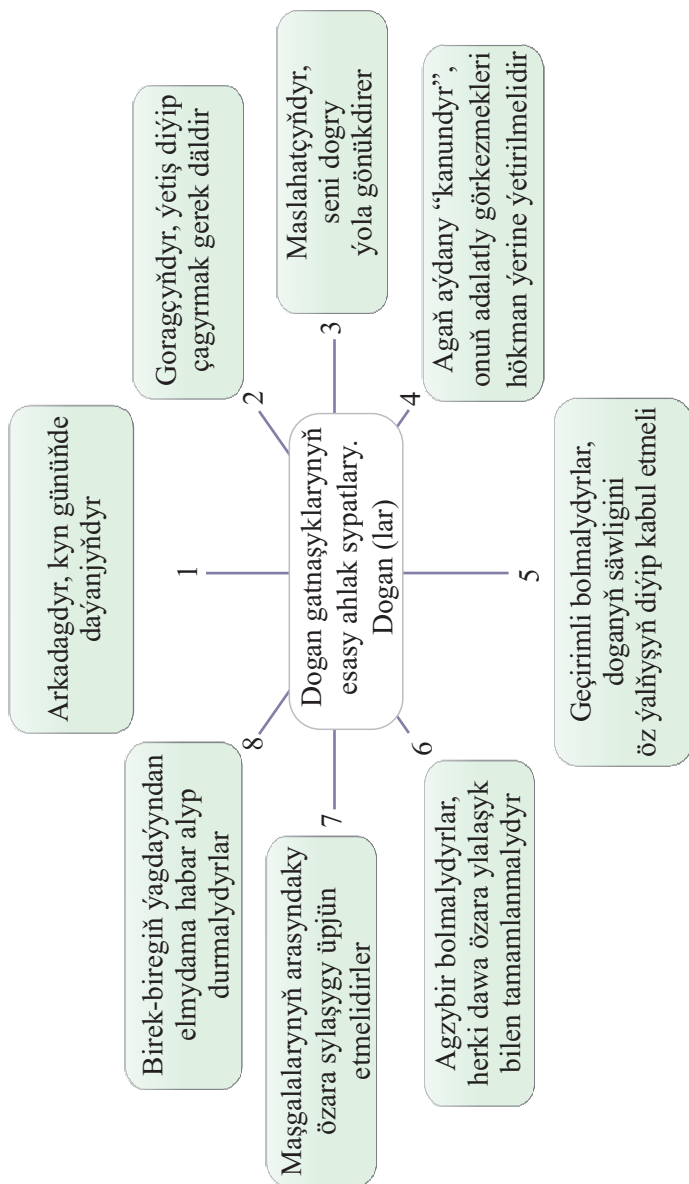 Dogan gatnaşyklarynyň
esasy ahlak sypatlary.
Dogan (lar)
1
Arkadagdyr, kyn günüňde
daýanjyňdyr
2
Goragçyňdyr, ýetiş diýip
çagyrmak gerek däldir
3
Maslahatçyňdyr,
seni dogry
ýola gönükdirer
4
Agaň aýdany “kanundyr”,
onuň adalatly görkezmekleri
hökman ýerine ýetirilmelidir
5
Geçirimli bolmalydyrlar,
doganyň säwligini
öz ýalňyşyň diýip kabul etmeli
6
Agzybir bolmalydyrlar,
herki dawa özara ylalaşyk
bilen tamamlanmalydyr
7
Maşgalalarynyň arasyndaky
özara sylaşygy üpjün
etmelidirler
8
Birek-biregiň ýagdaýyndan
elmydama habar alyp
durmalydyrlar